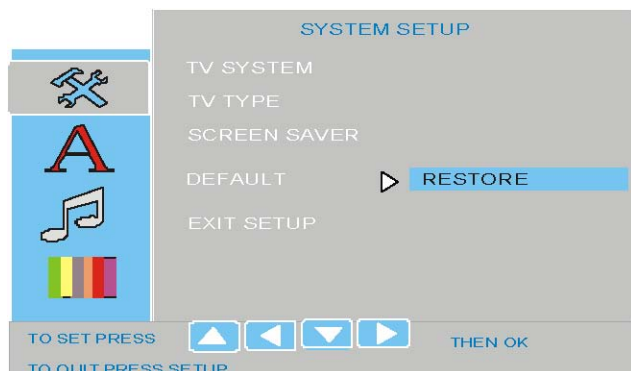 SYSTEM SETUP
TV SYSTEM
TV TYPE
SCREEN SAVER
DEFAULT RESTORE
EXIT SETUP
TO SET PRESS THEN OK
TO QUIT PRESS SETUP